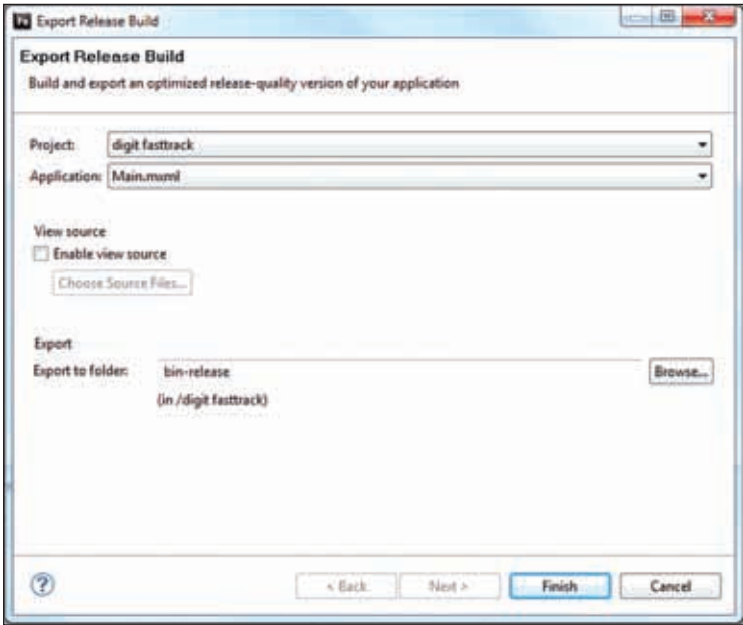 Export Release Build
Export Release Build
Build and export an optimized release-quality version of your application
Project: digit fasttrack
Application: Main.mxml
View source
Enable view source
Choose Source Files...
Export
Export to folder: bin-release Browse...
(in /digit fasttrack)
< Back Next > Finish Cancel